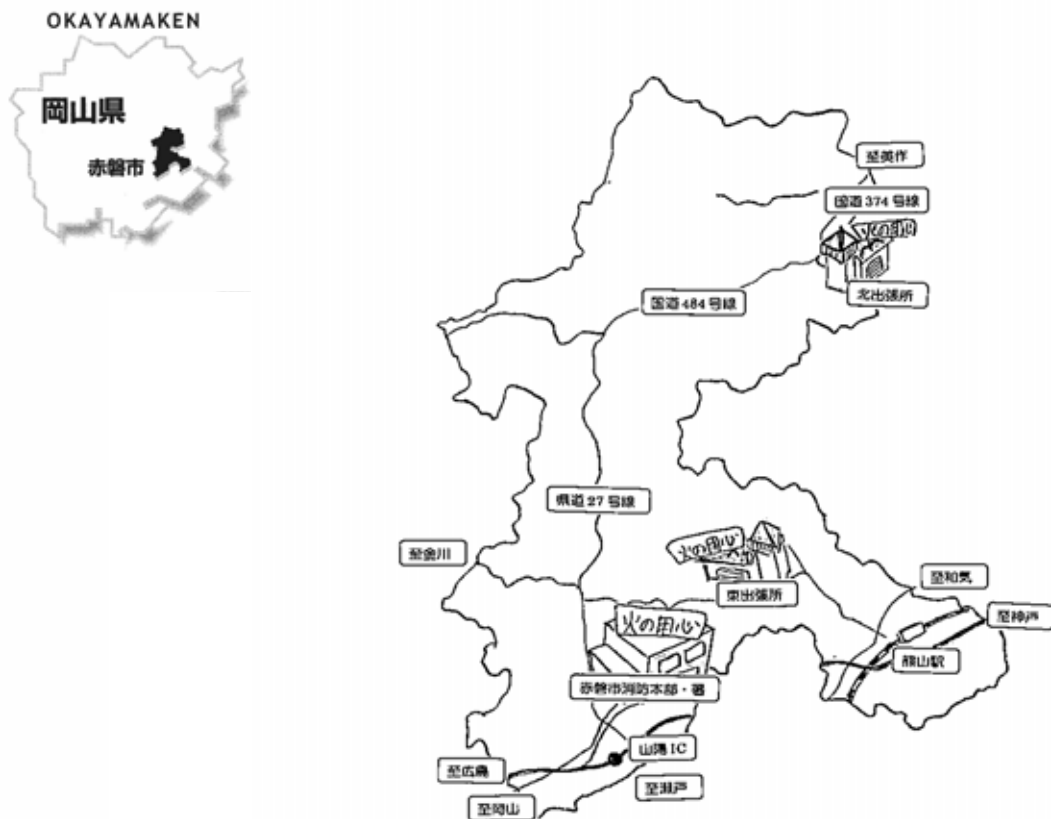 OKAYAMAKEN
岡山県
赤磐市
至美作
国道374号線
火の用心
北出張所
国道484号線
県道27号線
至金川
火の用心
東出張所
至和気
至神戸
火の用心
熊山駅
赤磐市消防本部・署
山陽IC
至広島
至瀬戸
至岡山